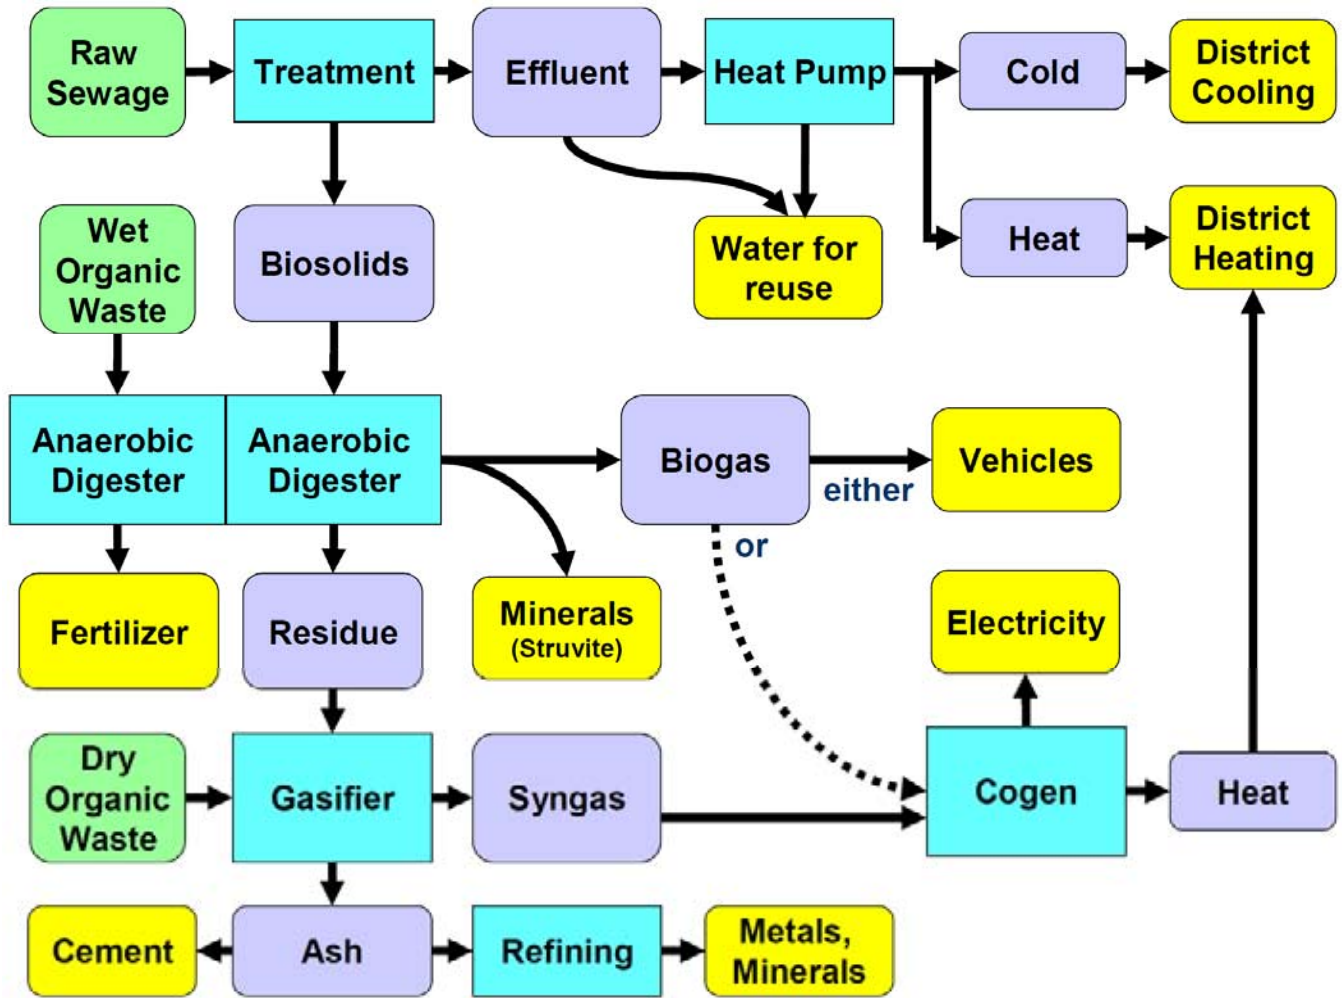 Raw
Sewage
Treatment
Effluent
Heat Pump
Cold
District
Cooling
Wet
Organic
Waste
Biosolids
Water for
reuse
Heat
District
Heating
Anaerobic
Digester
Anaerobic
Digester
Biogas
either
Vehicles
or
Fertilizer
Residue
Minerals
(Struvite)
Electricity
Dry
Organic
Waste
Gasifier
Syngas
Cogen
Heat
Cement
Ash
Refining
Metals,
Minerals